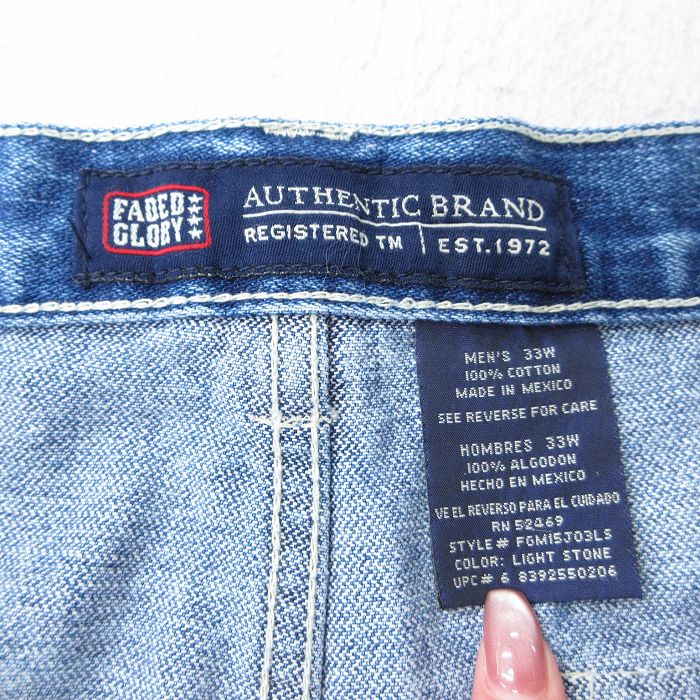 FADED
GLORY
AUTHENTIC BRAND
REGISTERED TM | EST.1972
MEN'S 33W
100% COTTON
MADE IN MEXICO
SEE REVERSE FOR CARE
HOMBRES 33W
100% ALGODON
HECHO EN MEXICO
VE EL REVERSO PARA EL CUIDADO
RN 52469
STYLE# FGM15J03LS
COLOR: LIGHT STONE
UPC# 6 8392550206